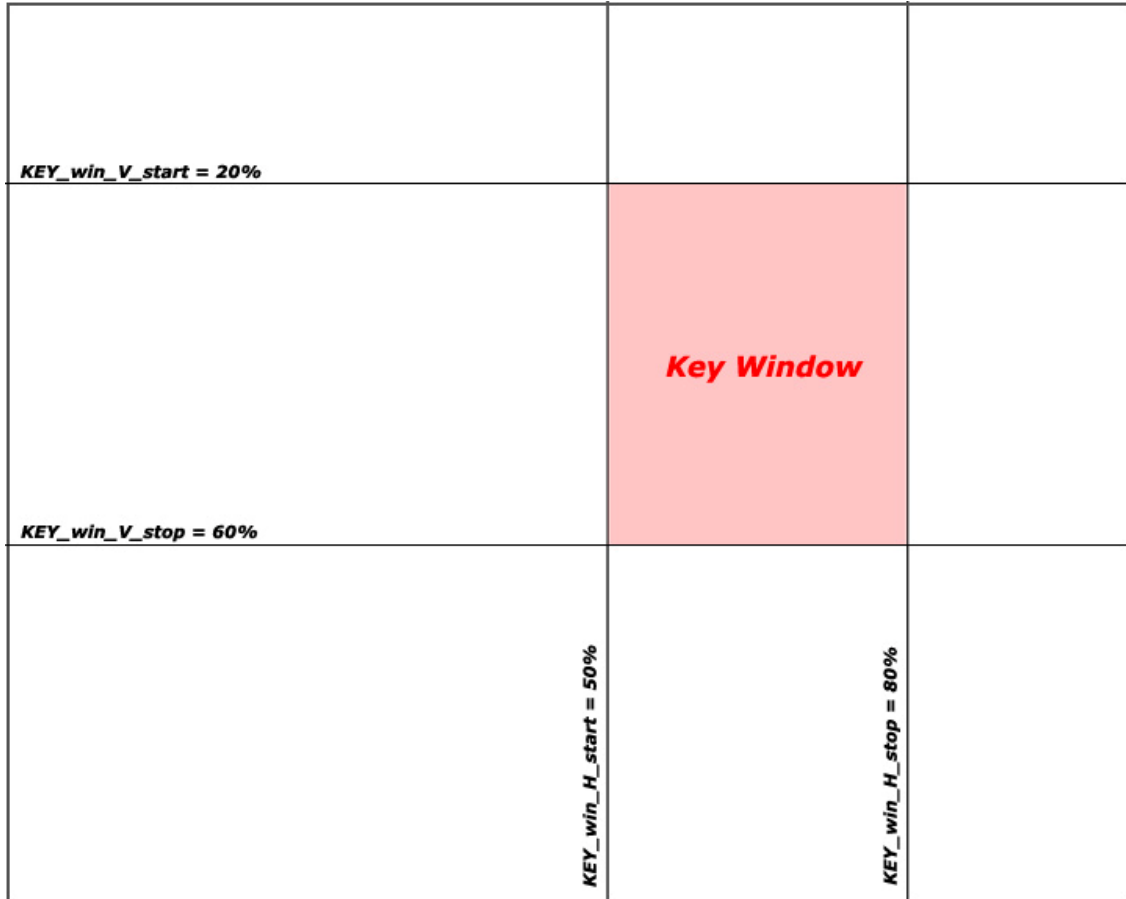 KEY_win_V_start = 20%
Key Window
KEY_win_V_stop = 60%
KEY_win_H_start = 50%
KEY_win_H_stop = 80%